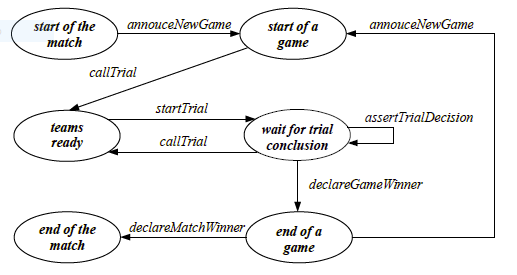 start of the
match
annouceNewGame
start of a
game
annouceNewGame
callTrial
teams
ready
startTrial
callTrial
wait for trial
conclusion
assertTrialDecision
declareGameWinner
end of the
match
declareMatchWinner
end of a
game